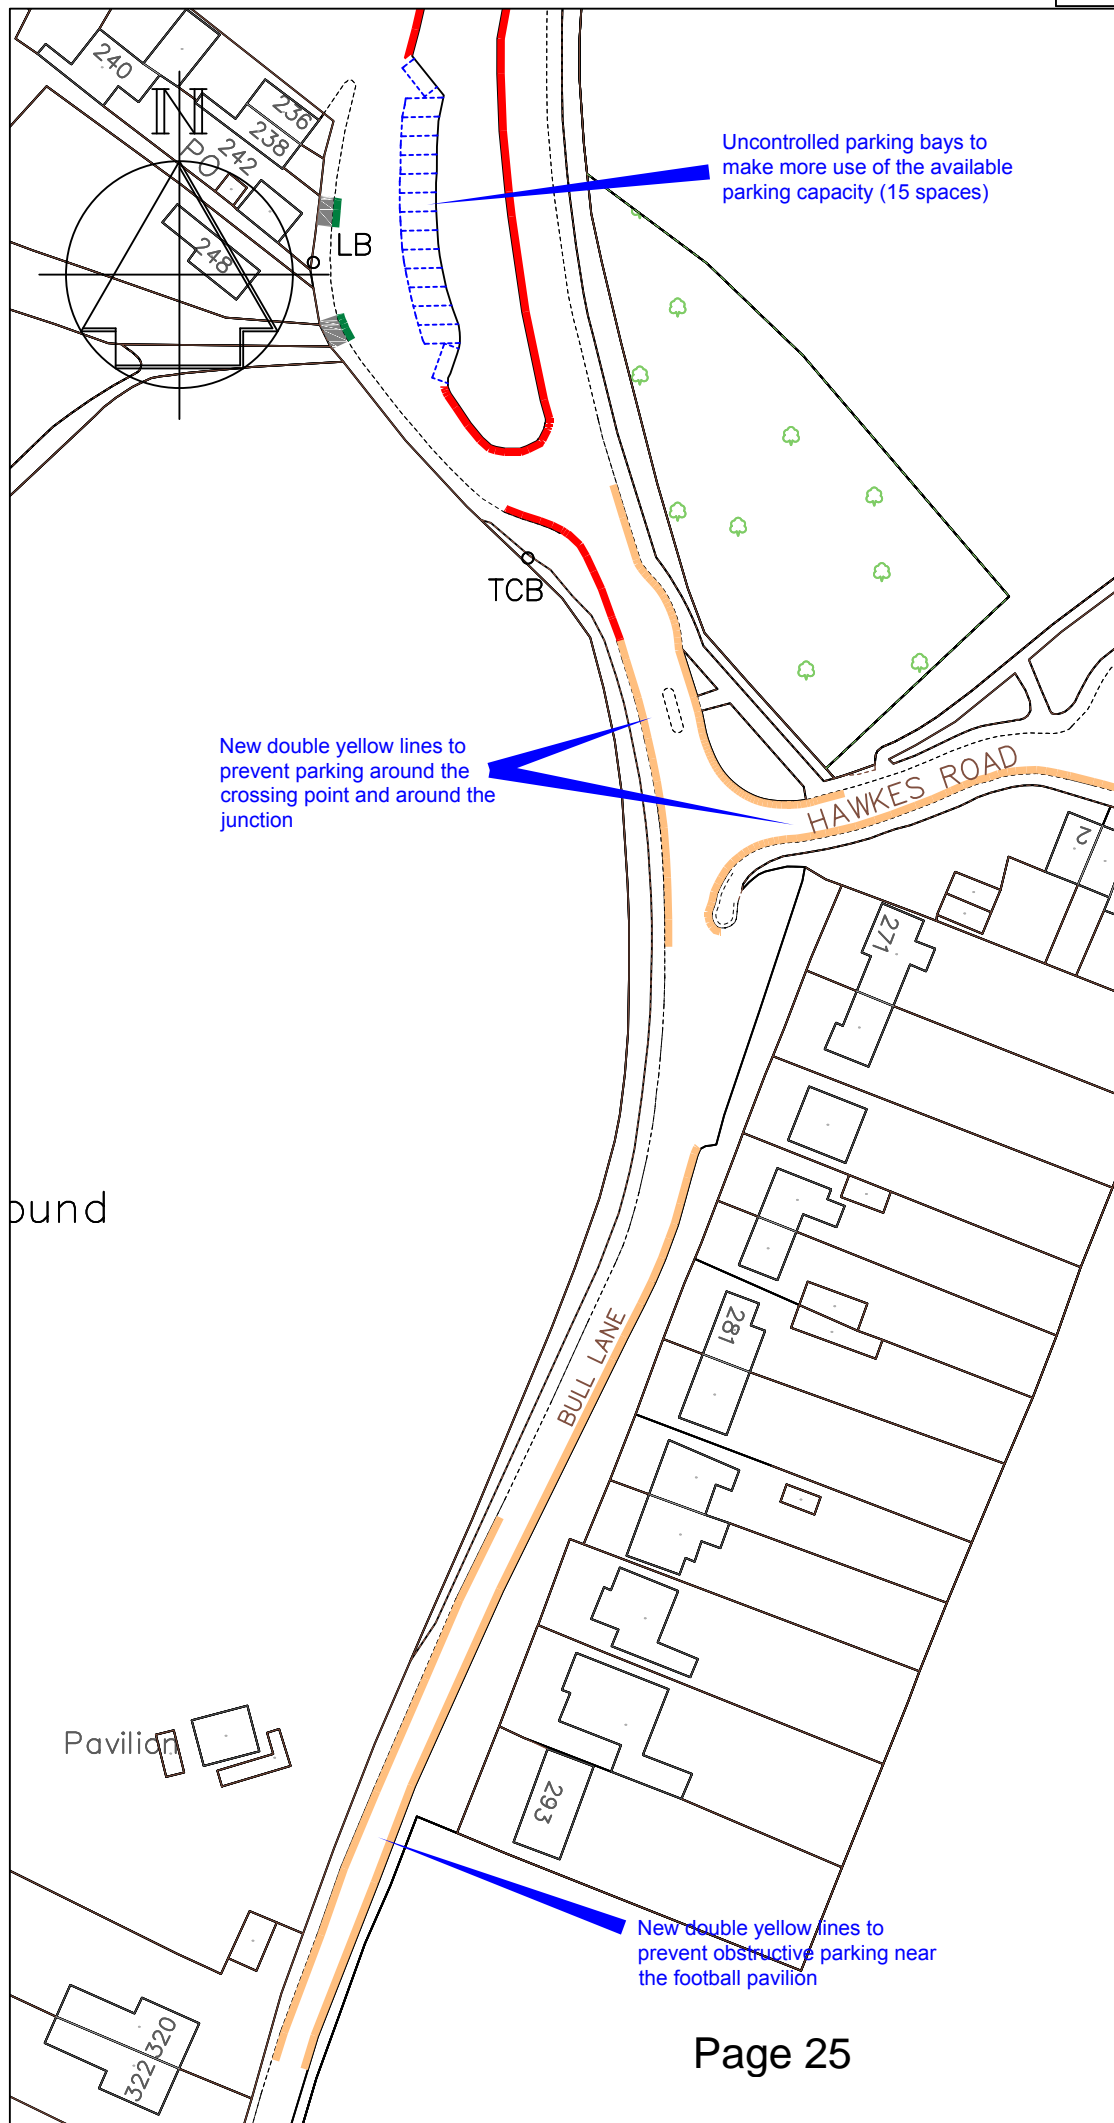 240
236
238
N
242
PO
248
LB
Uncontrolled parking bays to
make more use of the available
parking capacity (15 spaces)
TCB
New double yellow lines to
prevent parking around the
crossing point and around the
junction
HAWKES ROAD
2
271
ound
281
BULL LANE
Pavilion
293
New double yellow lines to
prevent obstructive parking near
the football pavilion
320
322
Page 25